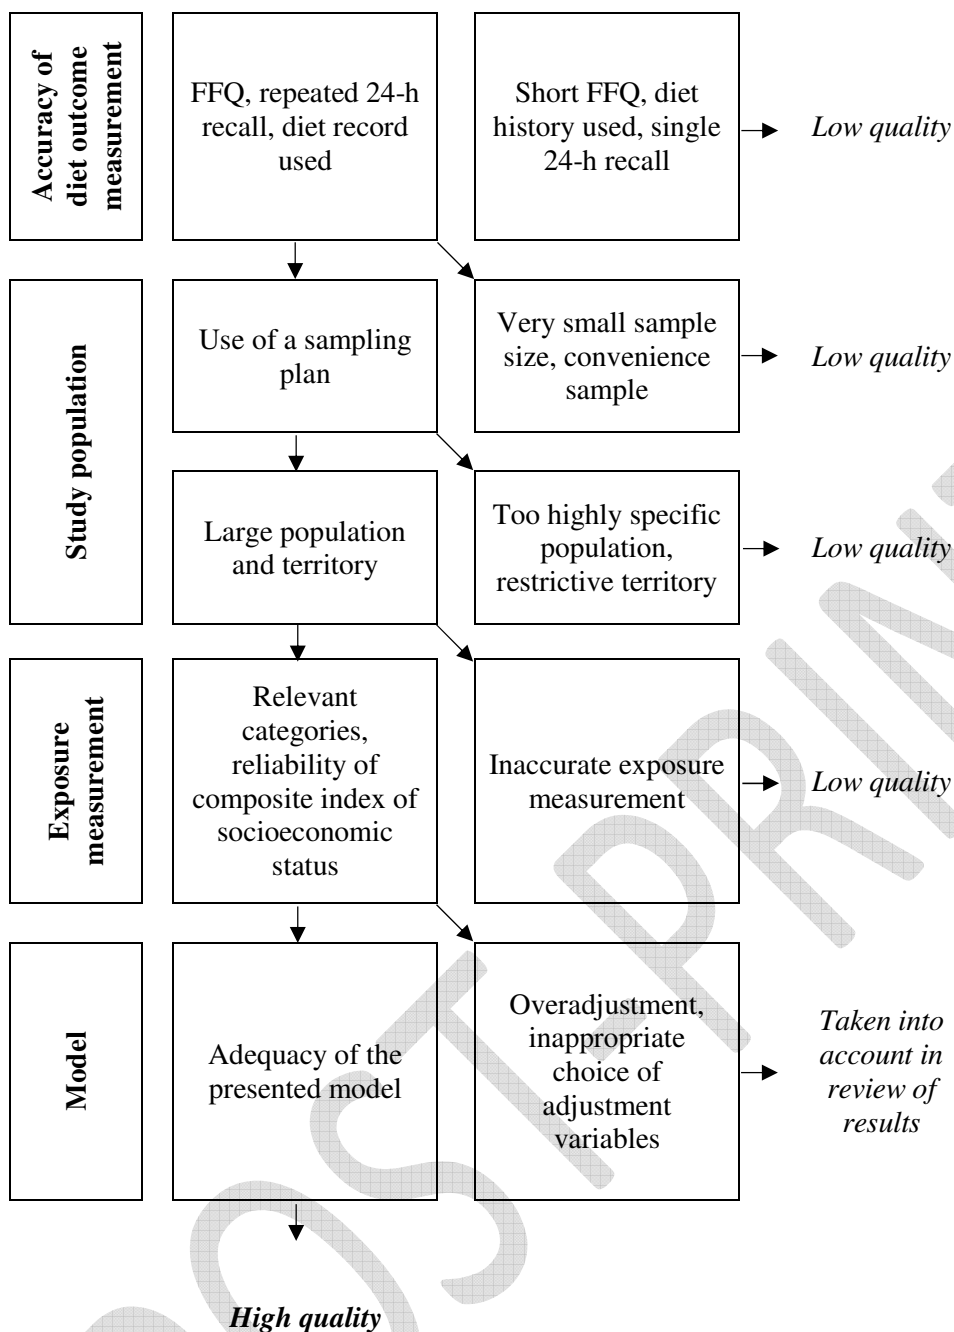 Accuracy of
diet outcome
measurement
FFQ, repeated 24-h
recall, diet record
used
Short FFQ, diet
history used, single
24-h recall
Low quality
Study population
Use of a sampling
plan
Very small sample
size, convenience
sample
Low quality
Large population
and territory
Too highly specific
population,
restrictive territory
Low quality
Exposure
measurement
Relevant
categories,
reliability of
composite index of
socioeconomic
status
Inaccurate exposure
measurement
Low quality
Model
Adequacy of the
presented model
Overadjustment,
inappropriate
choice of
adjustment
variables
Taken into
account in
review of
results
High quality
POST-PRIN